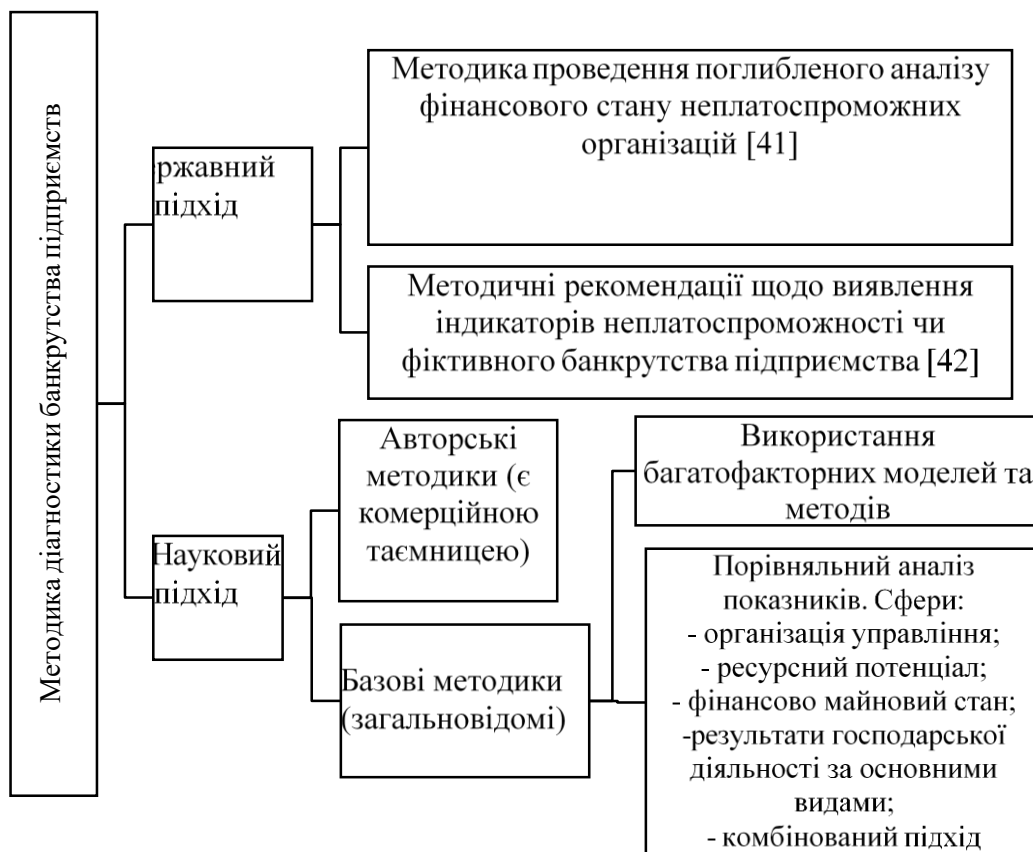 Методика діагностики банкрутства підприємств
ржавний
підхід
Методика проведення поглибленого аналізу
фінансового стану неплатоспроможних
організацій [41]
Методичні рекомендації щодо виявлення
індикаторів неплатоспроможності чи
фіктивного банкрутства підприємства [42]
Науковий
підхід
Авторські
методики (є
комерційною
таємницею)
Базові методики
(загальновідомі)
Використання
багатофакторних моделей та
методів
Порівняльний аналіз
показників. Сфери:
- організація управління;
- ресурсний потенціал;
- фінансово майновий стан;
-результати господарської
діяльності за основними
видами;
- комбінований підхід